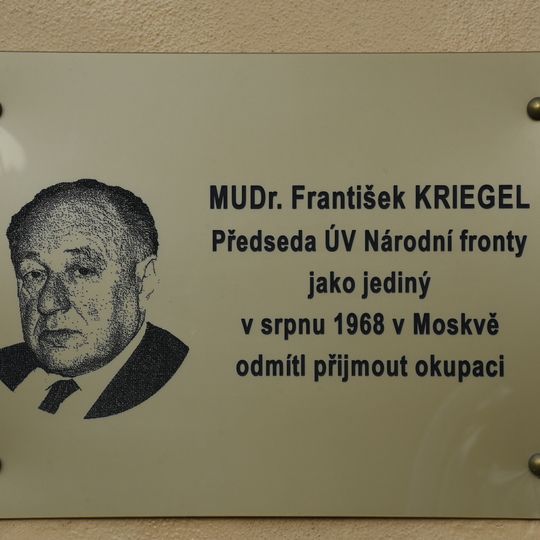 MUDr. František KRIEGEL
Předseda ÚV Národní fronty
jako jediný
v srpnu 1968 v Moskvě
odmítl přijmout okupaci